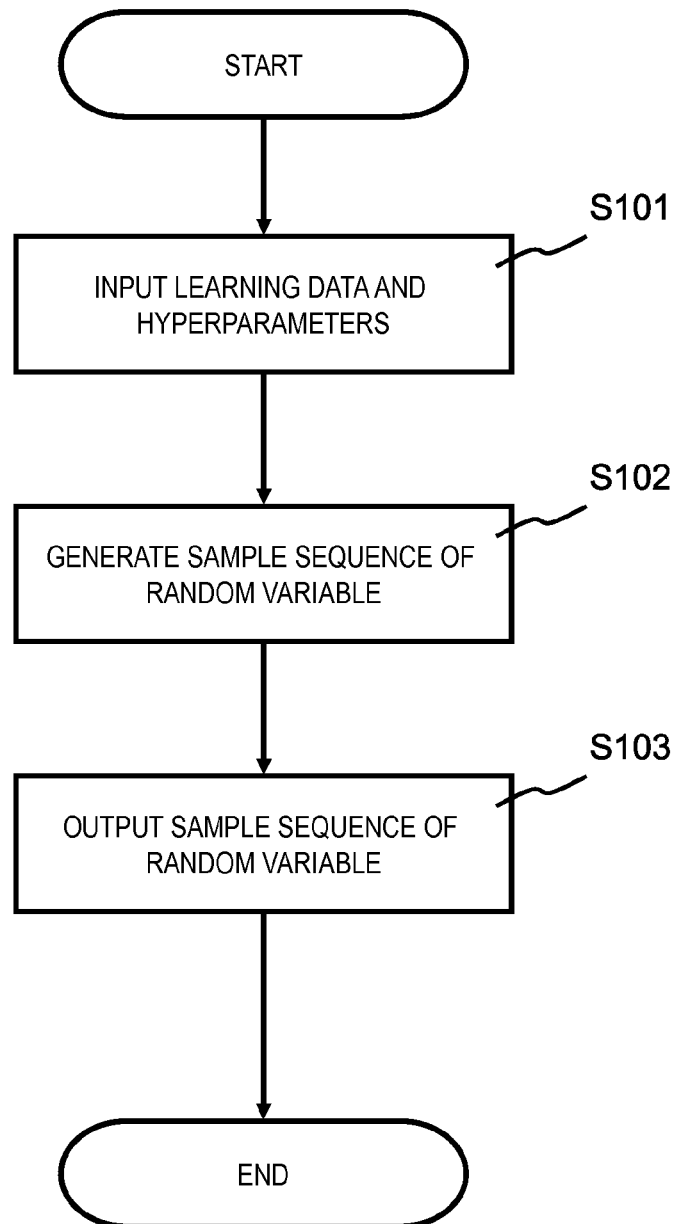 START
S101
INPUT LEARNING DATA AND
HYPERPARAMETERS
S102
GENERATE SAMPLE SEQUENCE OF
RANDOM VARIABLE
S103
OUTPUT SAMPLE SEQUENCE OF
RANDOM VARIABLE
END